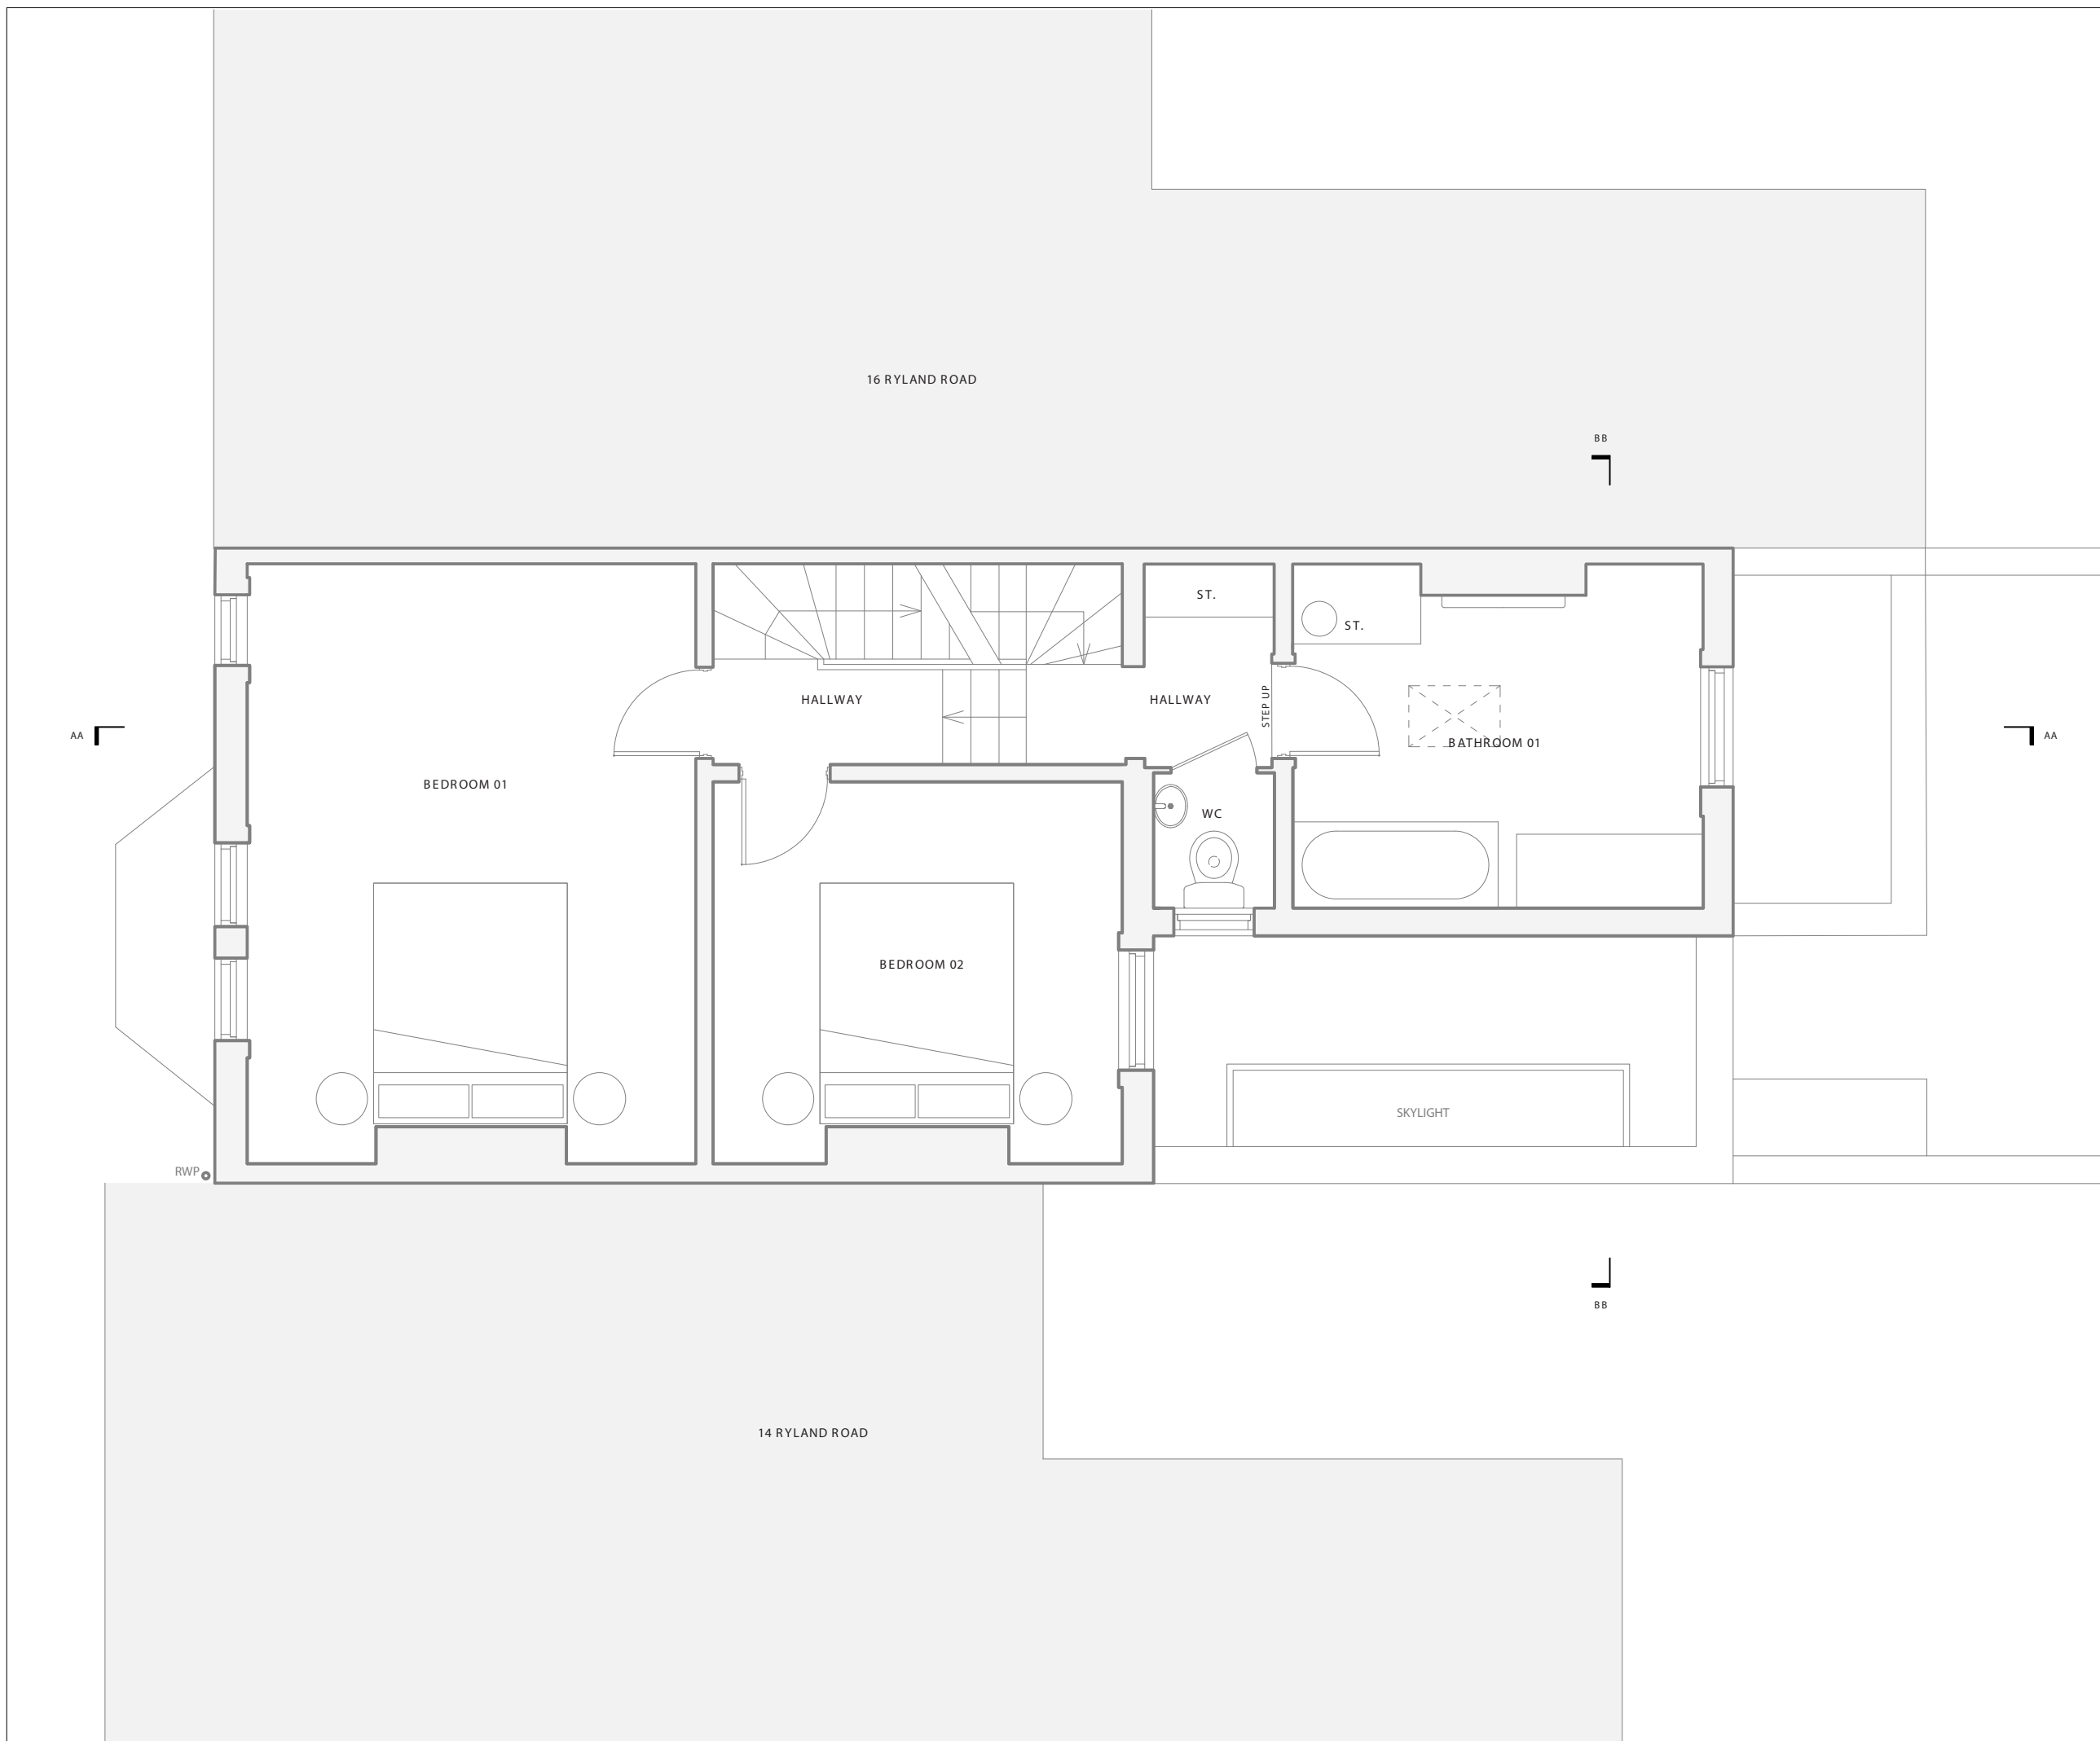 16 RYLAND ROAD
BB
ST.
ST.
HALLWAY
HALLWAY
STEP UP
AA
AA
BATHROOM 01
BEDROOM 01
WC
BEDROOM 02
SKYLIGHT
RWP
BB
14 RYLAND ROAD